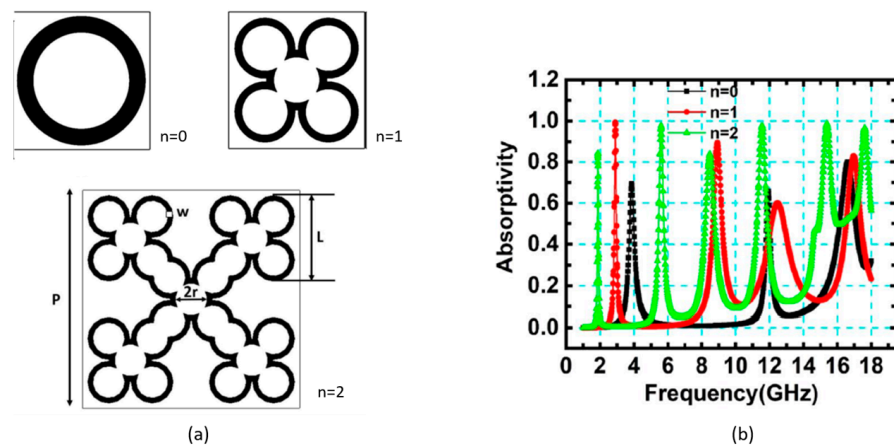 n=0
n=1
P
w
L
2r
n=2
(a)
1.2
1.0
0.8
0.6
0.4
0.2
0.0
Absorptivity
n=0
n=1
n=2
0 2 4 6 8 10 12 14 16 18
Frequency(GHz)
(b)